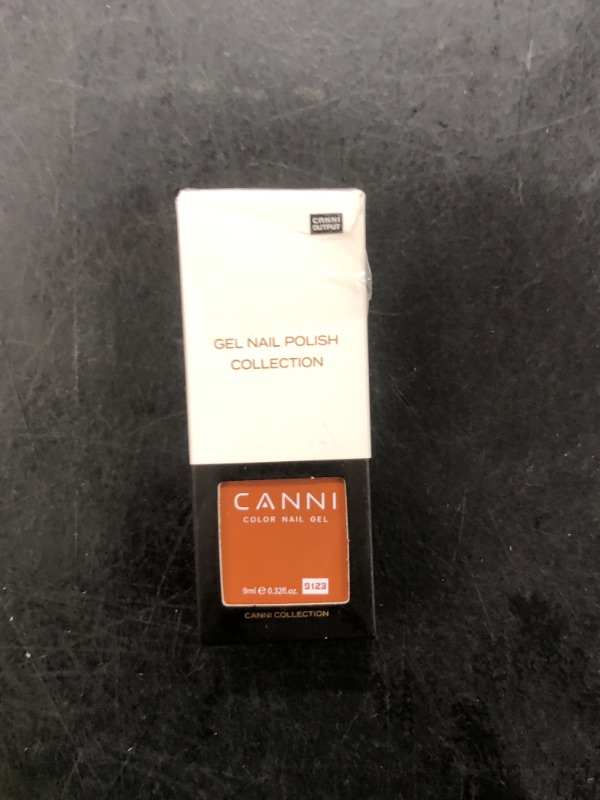 CANNI
OUTPUT
GEL NAIL POLISH
COLLECTION
CANNI
COLOR NAIL GEL
9ml e 0.32fl.oz. 9123
CANNI COLLECTION